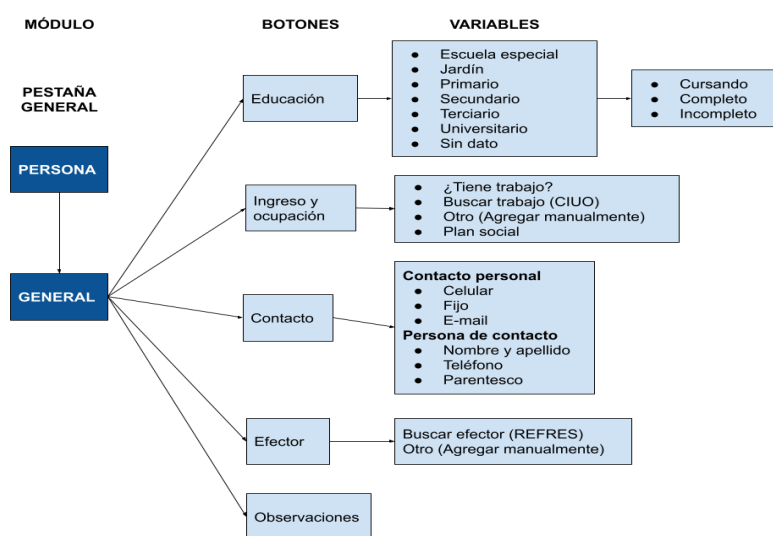 MÓDULO
BOTONES
VARIABLES
PESTAÑA
GENERAL
PERSONA
GENERAL
Educación
● Escuela especial
● Jardín
● Primario
● Secundario
● Terciario
● Universitario
● Sin dato
● Cursando
● Completo
● Incompleto
Ingreso y
ocupación
● ¿Tiene trabajo?
● Buscar trabajo (CIUO)
● Otro (Agregar manualmente)
● Plan social
Contacto
Contacto personal
● Celular
● Fijo
● E-mail
Persona de contacto
● Nombre y apellido
● Teléfono
● Parentesco
Efector
Buscar efector (REFRES)
Otro (Agregar manualmente)
Observaciones